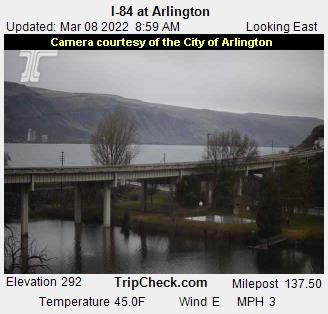 I-84 at Arlington
Updated: Mar 08 2022 8:59 AM Looking East
Camera courtesy of the City of Arlington
Elevation 292 TripCheck.com Milepost 137.50
Temperature 45.0F Wind E MPH 3